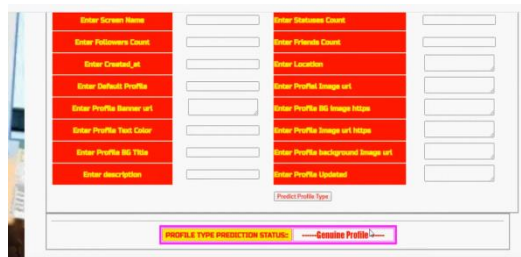 Enter Screen Name Enter Statuses Count
Enter Followers Count Enter Friends Count
Enter Created_at Enter Location
Enter Default Profile Enter Profiel Image url
Enter Profile Banner url Enter Profile BG Image https
Enter Profile Text Color Enter Profile Image url https
Enter Profile BG Title Enter Profile background Image url
Enter description Enter Profile Updated
Predict Profile Type
PROFILE TYPE PREDICTION STATUS:: -----Genuine Profile -----